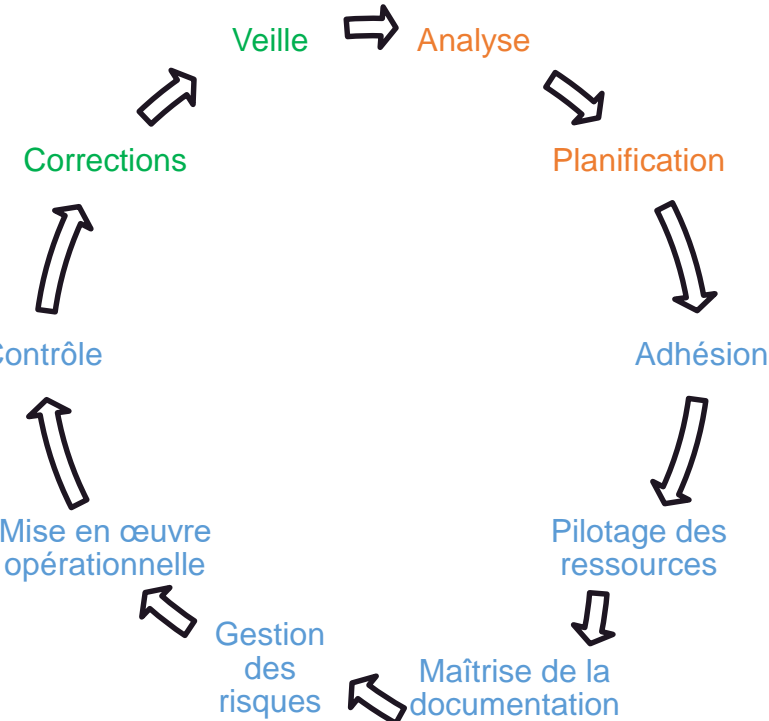 Veille
Analyse
Corrections
Planification
Contrôle
Adhésion
Mise en œuvre
opérationnelle
Pilotage des
ressources
Gestion
des
risques
Maîtrise de la
documentation